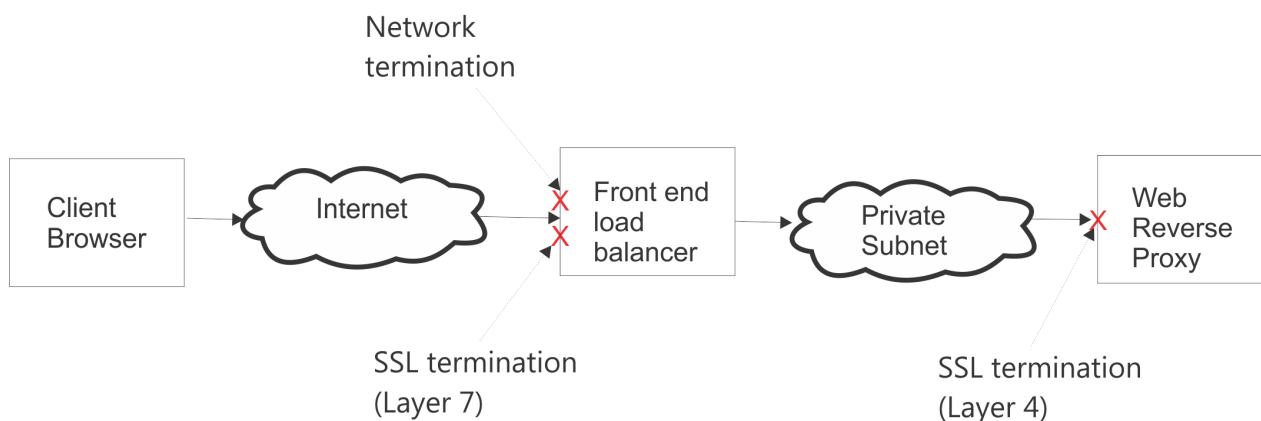 Network
termination
Client
Browser
Internet
Front end
load
balancer
Private
Subnet
Web
Reverse
Proxy
SSL termination
(Layer 7)
SSL termination
(Layer 4)